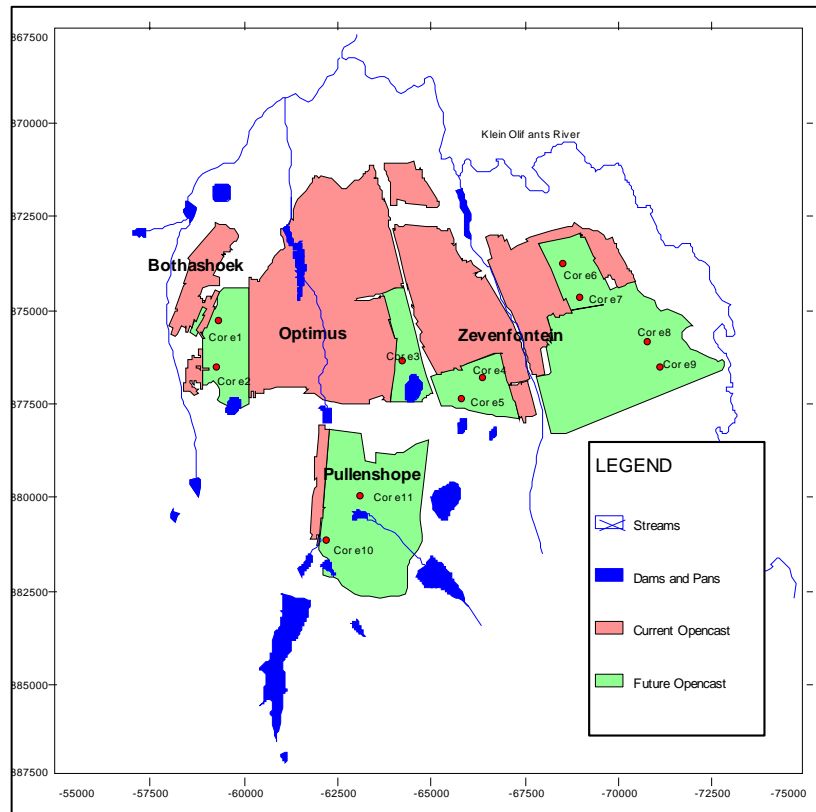 867500
870000
Klein Olifants River
872500
Bothashoek
Core6
875000
Core7
Core1
Optimus
Zevenfontein
Core8
Core3
Core9
Core2
Core4
877500
Core5
LEGEND
Pullenshope
880000
Core11
Streams
Core10
Dams and Pans
882500
Current Opencast
885000
Future Opencast
887500
-55000 -57500 -60000 -62500 -65000 -67500 -70000 -72500 -75000